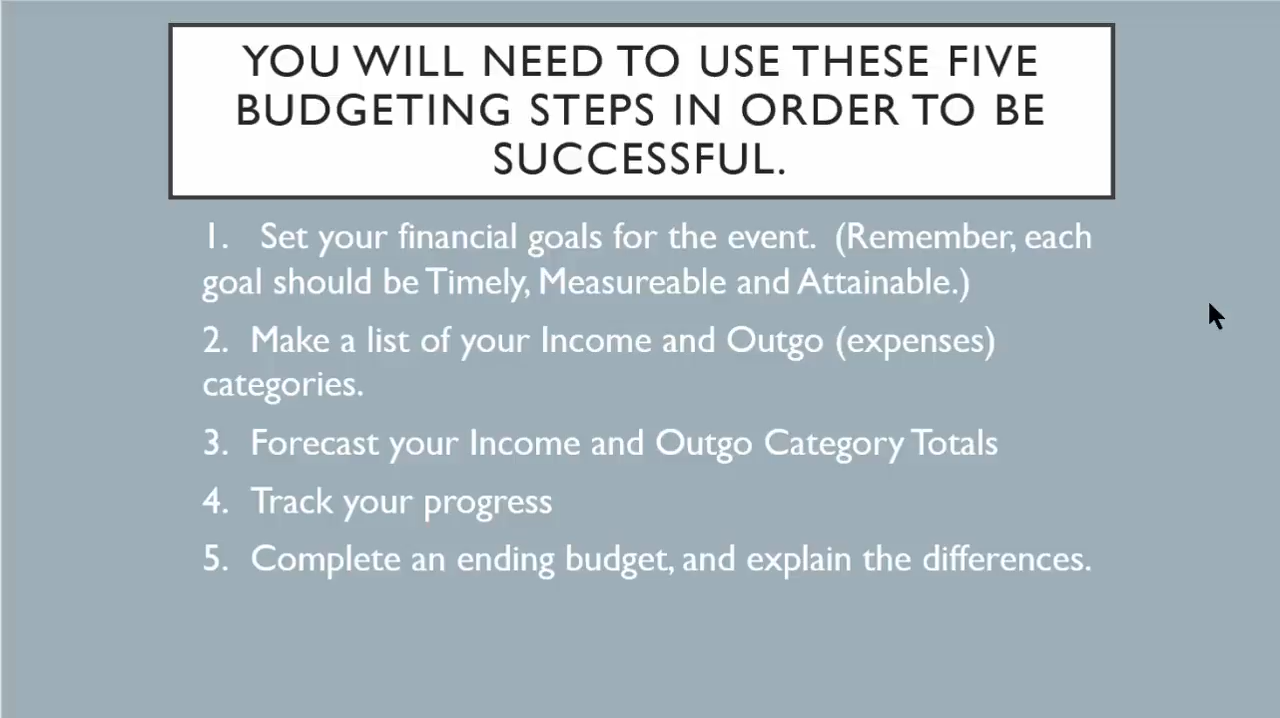 YOU WILL NEED TO USE THESE FIVE
BUDGETING STEPS IN ORDER TO BE
SUCCESSFUL.
1. Set your financial goals for the event. (Remember, each
goal should be Timely, Measureable and Attainable.)
2. Make a list of your Income and Outgo (expenses)
categories.
3. Forecast your Income and Outgo Category Totals
4. Track your progress
5. Complete an ending budget, and explain the differences.